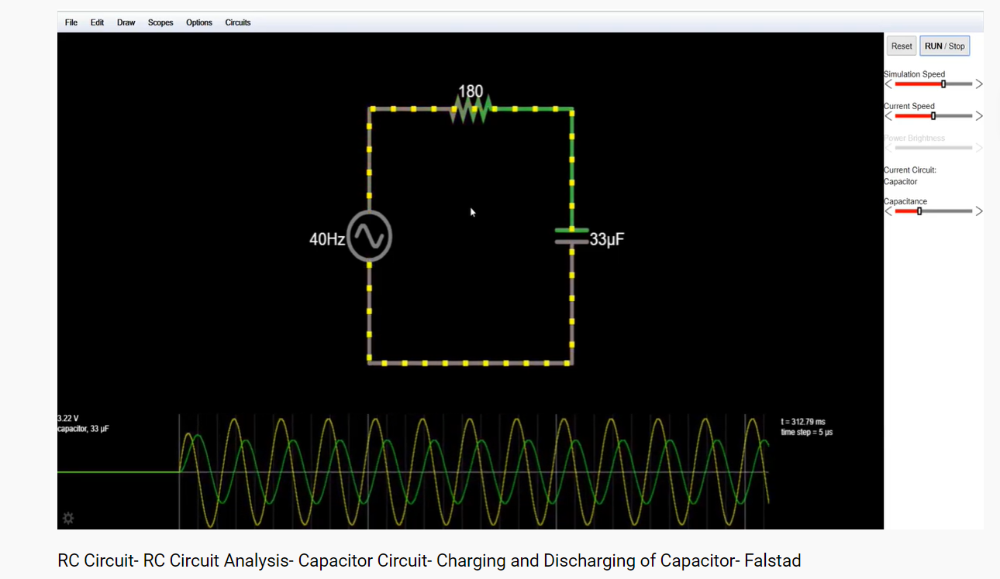 File Edit Draw Scopes Options Circuits
Reset RUN / Stop
Simulation Speed
Current Speed
Power Brightness
Current Circuit:
Capacitor
Capacitance
180
40Hz
33µF
3.22 V
capacitor, 33 µF
t = 312.79 ms
time step = 5 µs
RC Circuit- RC Circuit Analysis- Capacitor Circuit- Charging and Discharging of Capacitor- Falstad